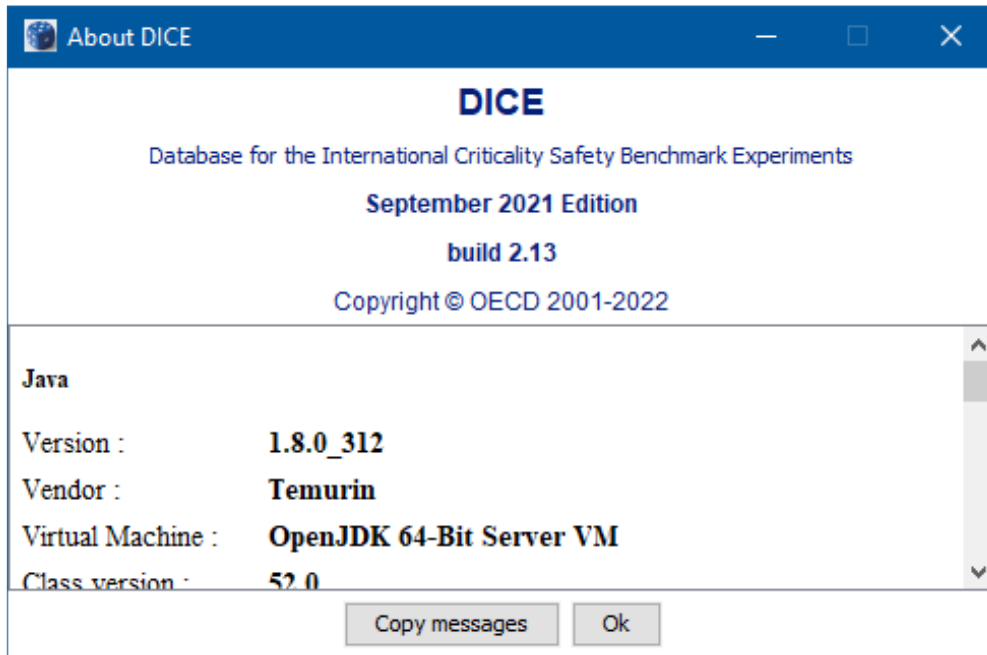 About DICE
DICE
Database for the International Criticality Safety Benchmark Experiments
September 2021 Edition
build 2.13
Copyright © OECD 2001-2022
Java
Version : 1.8.0_312
Vendor : Temurin
Virtual Machine : OpenJDK 64-Bit Server VM
Class version : 52.0
Copy messages Ok